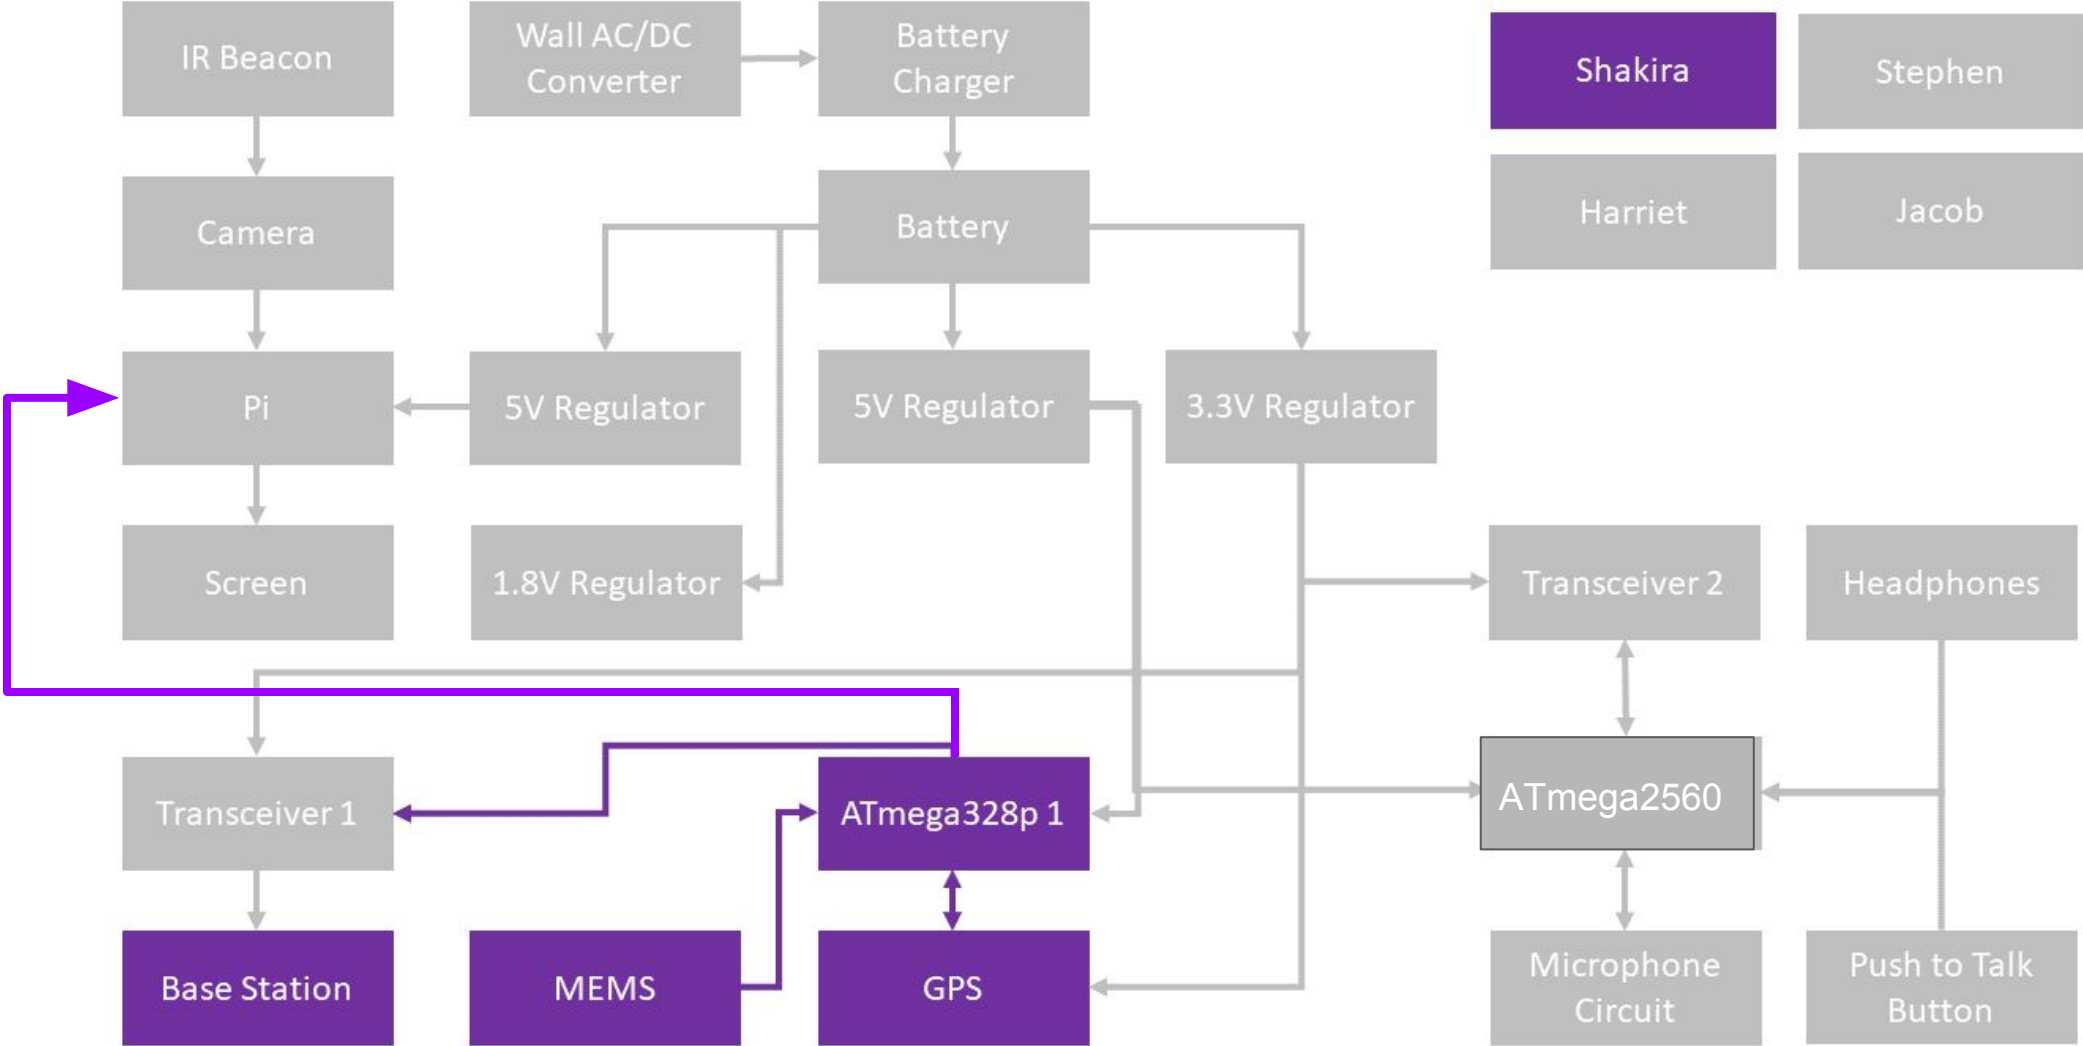 IR Beacon
Wall AC/DC
Converter
Battery
Charger
Shakira
Stephen
Camera
Battery
Harriet
Jacob
Pi
5V Regulator
5V Regulator
3.3V Regulator
Screen
1.8V Regulator
Transceiver 2
Headphones
Transceiver 1
ATmega328p 1
ATmega2560
Base Station
MEMS
GPS
Microphone
Circuit
Push to Talk
Button